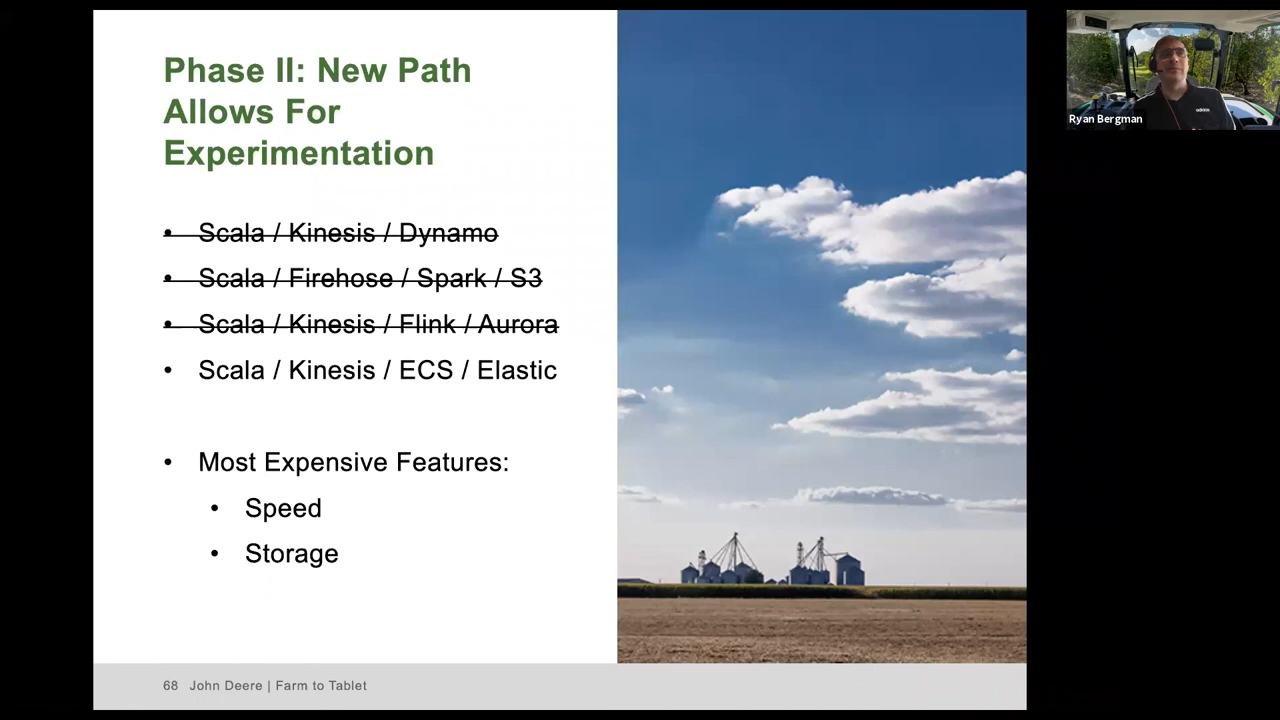 Phase II: New Path
Allows For
Experimentation
• Scala / Kinesis / Dynamo
• Scala / Firehose / Spark / S3
• Scala / Kinesis / Flink / Aurora
• Scala / Kinesis / ECS / Elastic
• Most Expensive Features:
• Speed
• Storage
68 John Deere | Farm to Tablet
Ryan Bergman
adidas